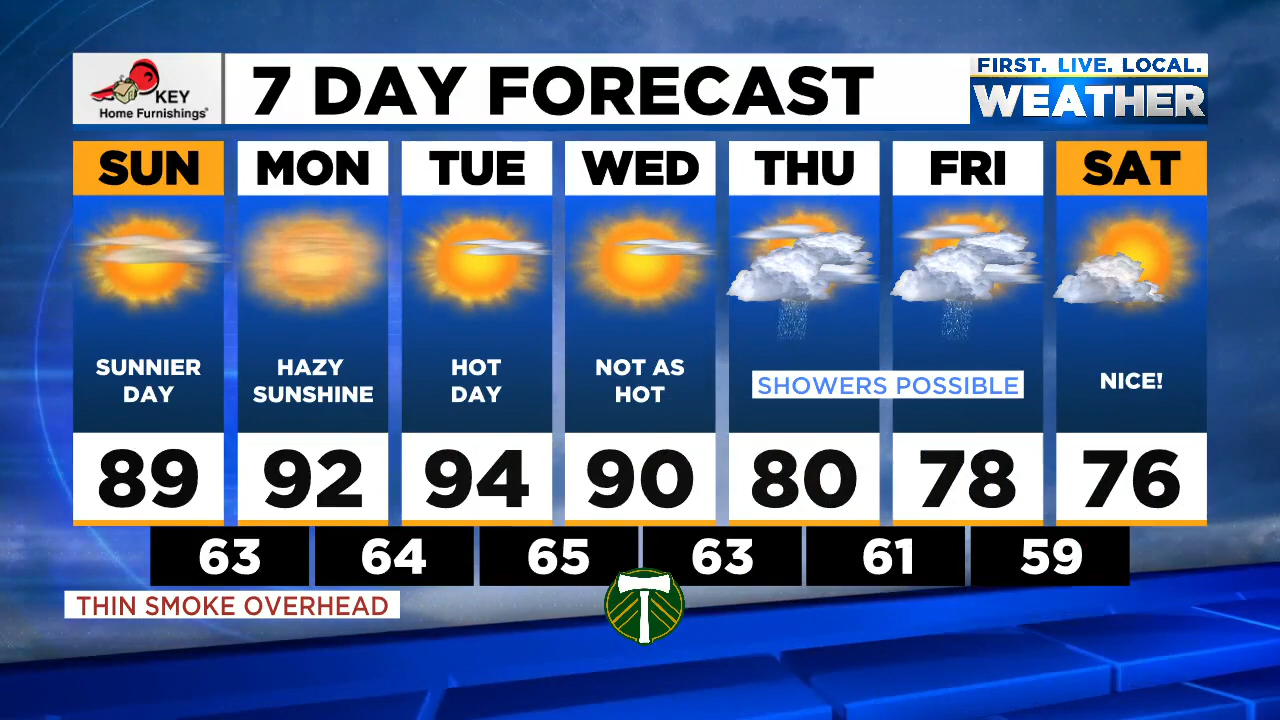 KEY
Home Furnishings
7 DAY FORECAST
FIRST. LIVE. LOCAL.
WEATHER
SUN MON TUE WED THU FRI SAT
SUNNIER
DAY
HAZY
SUNSHINE
HOT
DAY
NOT AS
HOT
SHOWERS POSSIBLE
NICE!
89 92 94 90 80 78 76
63 64 65 63 61 59
THIN SMOKE OVERHEAD